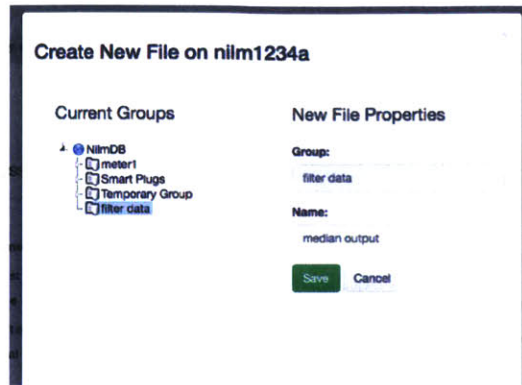 Create New File on nilm1234a
Current Groups
NilmDB
meter1
Smart Plugs
Temporary Group
filter data
New File Properties
Group:
filter data
Name:
median output
Save
Cancel